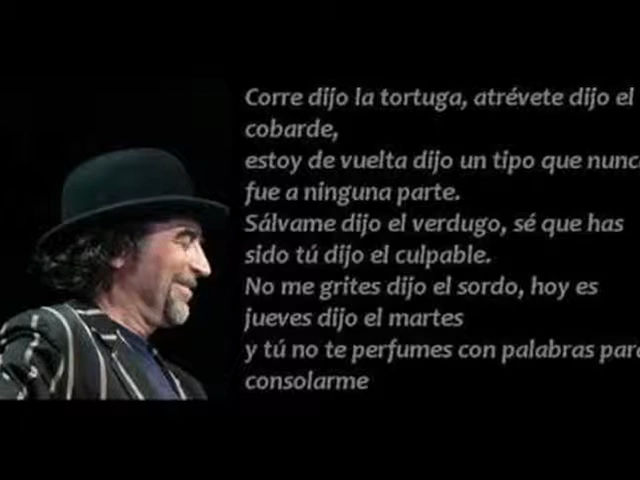 Corre dijo la tortuga, atrévete dijo el
cobarde,
estoy de vuelta dijo un tipo que nunc
fue a ninguna parte.
Sálvame dijo el verdugo, sé que has
sido tú dijo el culpable.
No me grites dijo el sordo, hoy es
jueves dijo el martes
y tú no te perfumes con palabras par
consolarme